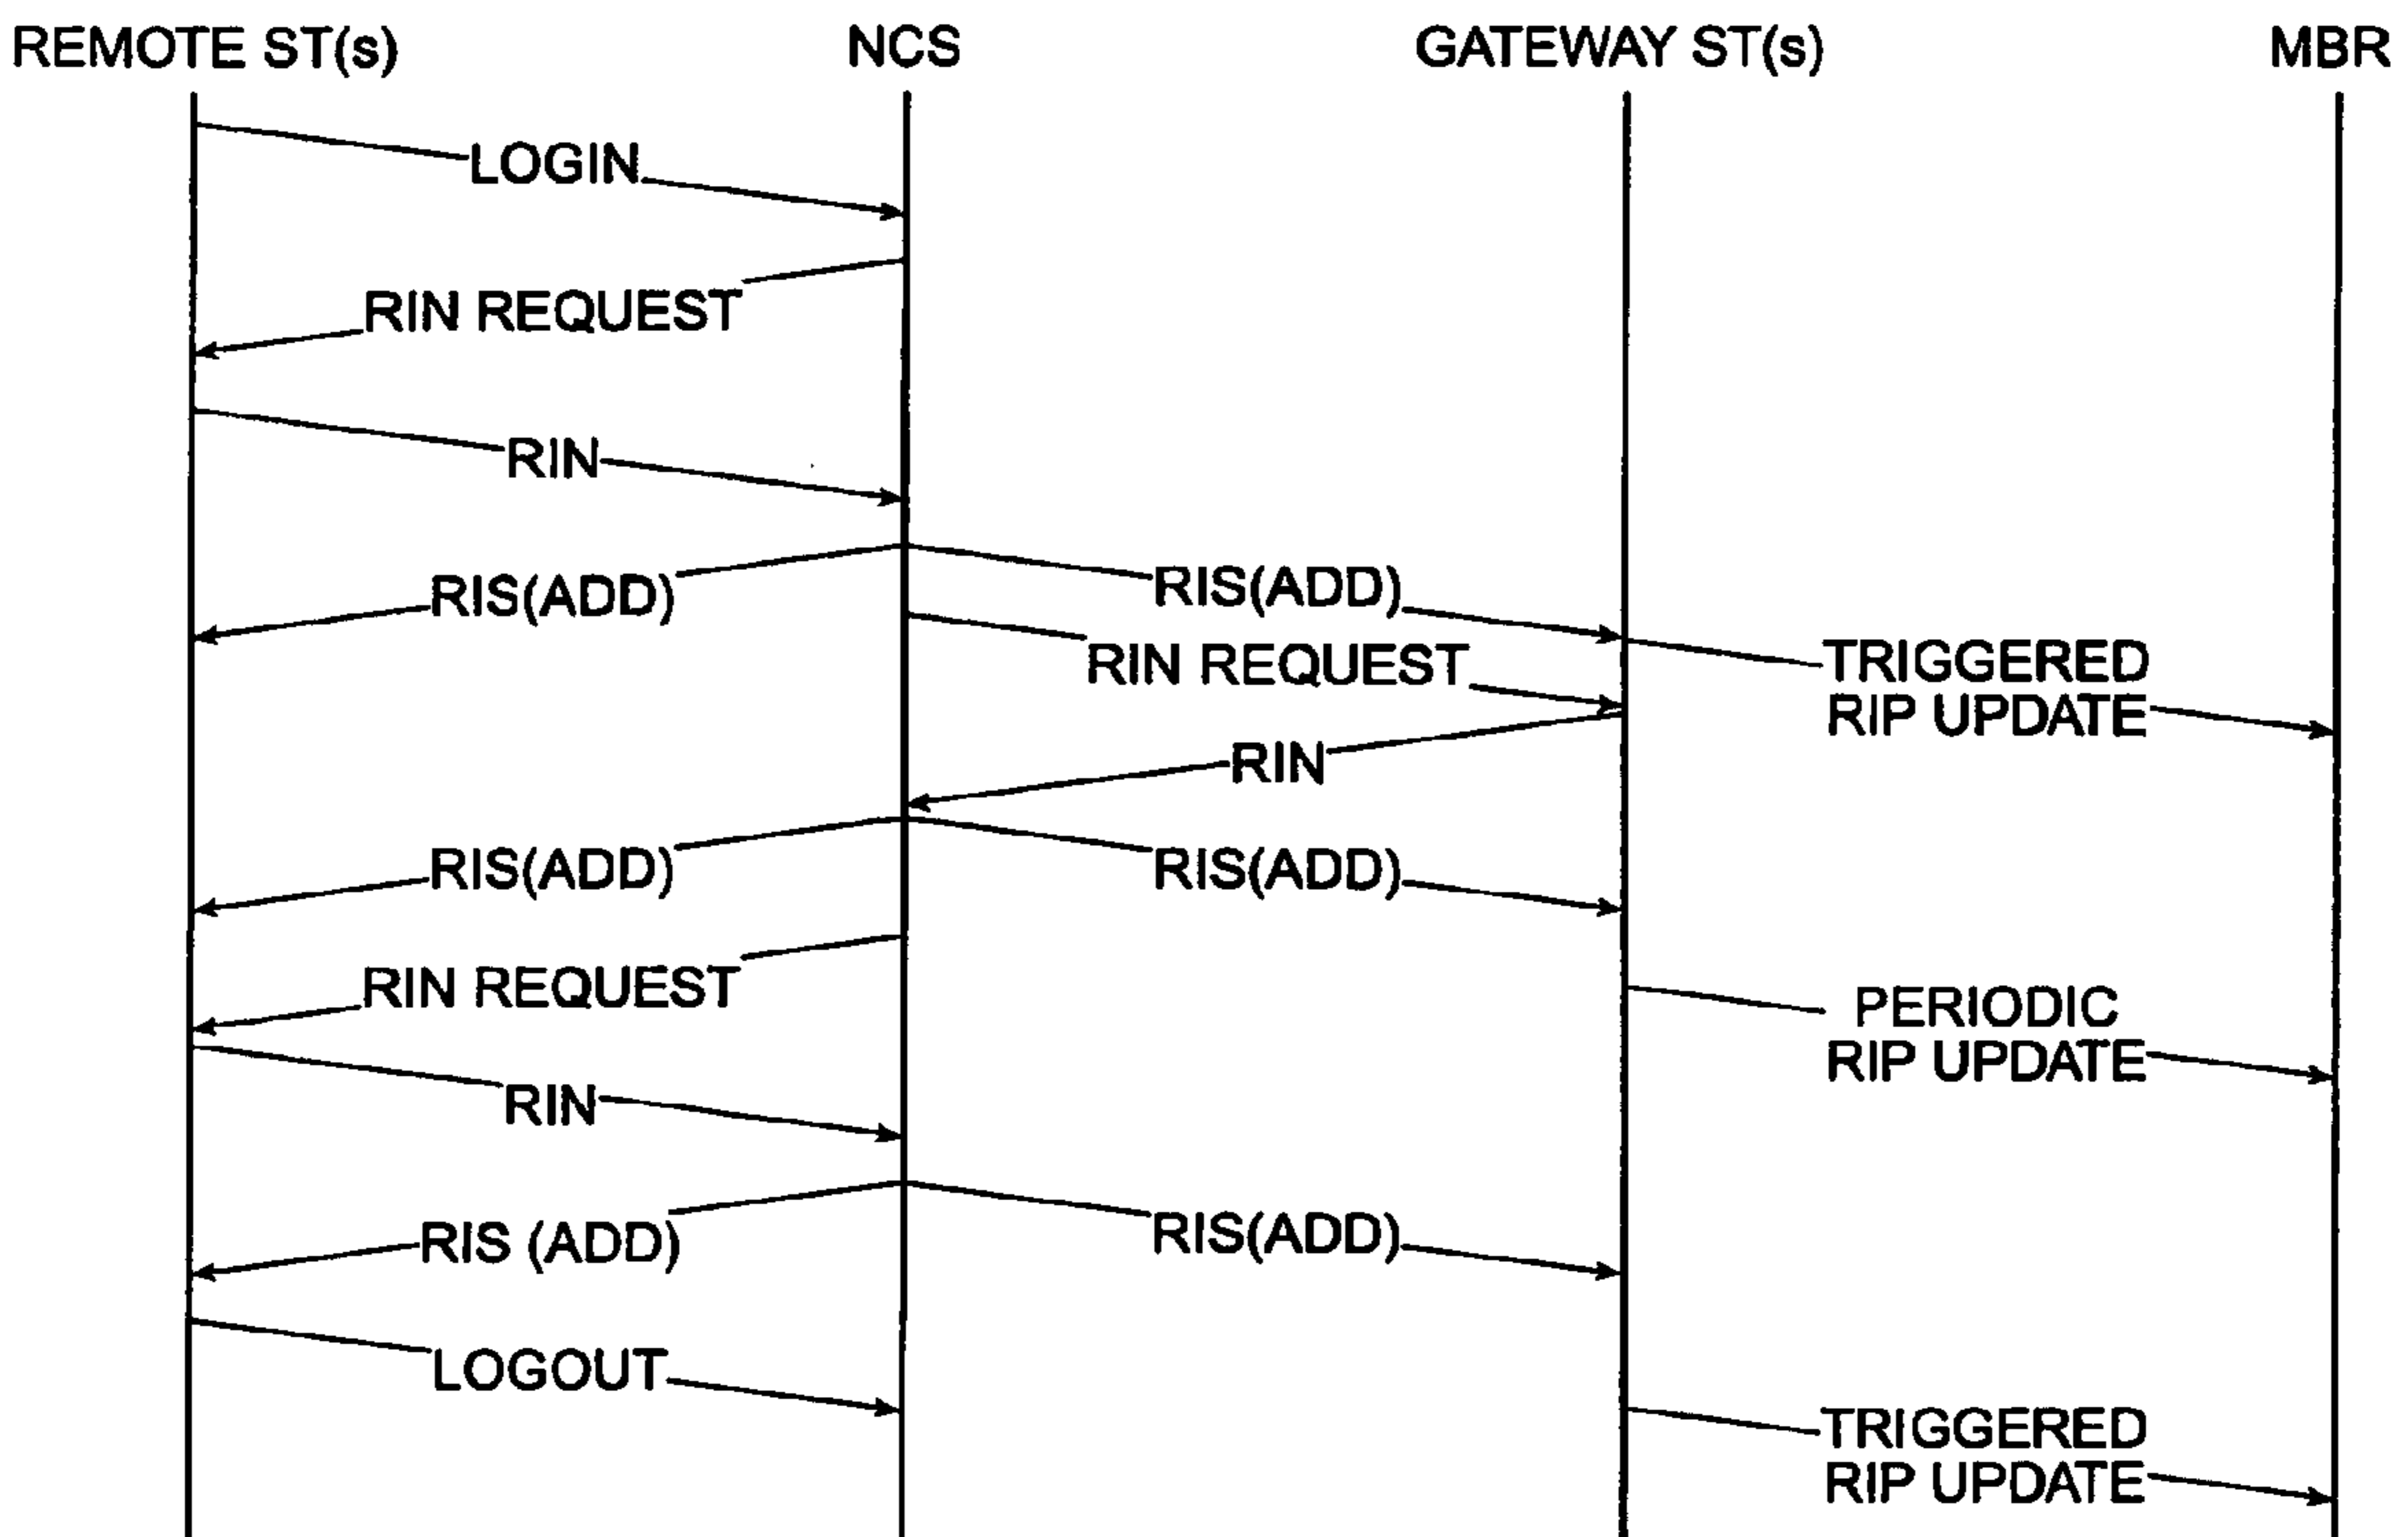 REMOTE ST(s)
NCS
GATEWAY ST(s)
MBR
LOGIN
RIN REQUEST
RIN
RIS(ADD)
RIS(ADD)
RIN REQUEST
TRIGGERED
RIP UPDATE
RIN
RIS(ADD)
RIS(ADD)
RIN REQUEST
PERIODIC
RIP UPDATE
RIN
RIS (ADD)
RIS(ADD)
LOGOUT
TRIGGERED
RIP UPDATE